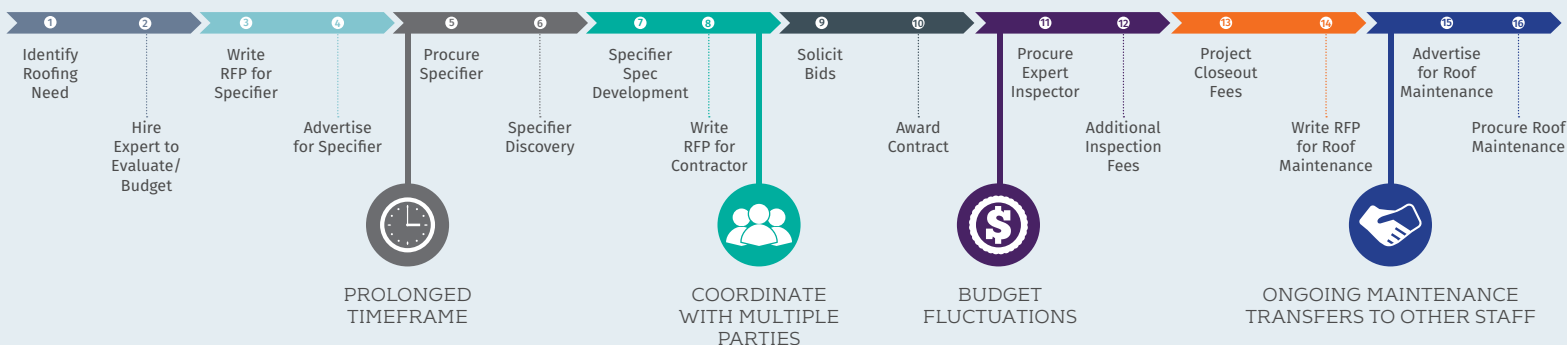 1
Identify
Roofing
Need
2
Hire
Expert to
Evaluate/
Budget
3
Write
RFP for
Specifier
4
Advertise
for Specifier
5
Procure
Specifier
6
Specifier
Discovery
7
Specifier
Spec
Development
8
Write
RFP for
Contractor
9
Solicit
Bids
10
Award
Contract
11
Procure
Expert
Inspector
12
Additional
Inspection
Fees
13
Project
Closeout
Fees
14
Write RFP
for Roof
Maintenance
15
Advertise
for Roof
Maintenance
16
Procure Roof
Maintenance
PROLONGED
TIMEFRAME
COORDINATE
WITH MULTIPLE
PARTIES
$
BUDGET
FLUCTUATIONS
ONGOING MAINTENANCE
TRANSFERS TO OTHER STAFF